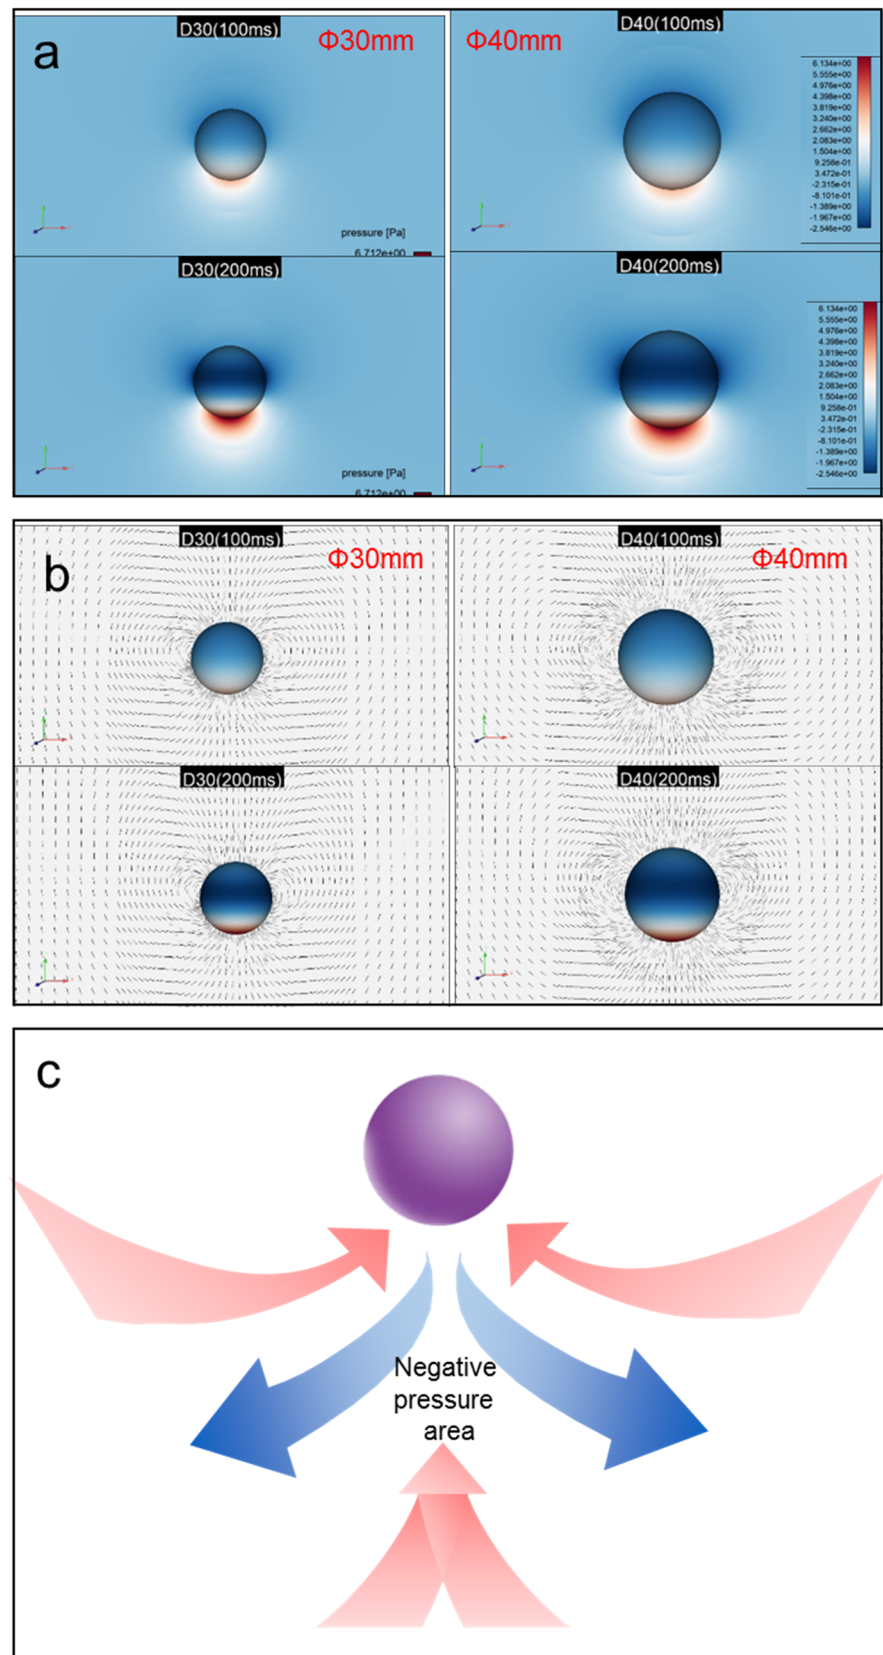 a
D30(100ms)
Φ30mm
pressure [Pa]
6.712e+00
Φ40mm
D40(100ms)
6.134e+00
5.555e+00
4.976e+00
4.398e+00
3.819e+00
3.240e+00
2.662e+00
2.083e+00
1.504e+00
9.258e-01
3.472e-01
-2.315e-01
-8.101e-01
-1.389e+00
-1.967e+00
-2.546e+00
D30(200ms)
pressure [Pa]
6.712e+00
D40(200ms)
6.134e+00
5.555e+00
4.976e+00
4.398e+00
3.819e+00
3.240e+00
2.662e+00
2.083e+00
1.504e+00
9.258e-01
3.472e-01
-2.315e-01
-8.101e-01
-1.389e+00
-1.967e+00
-2.546e+00
b
D30(100ms)
Φ30mm
D40(100ms)
Φ40mm
D30(200ms)
D40(200ms)
c
Negative
pressure
area